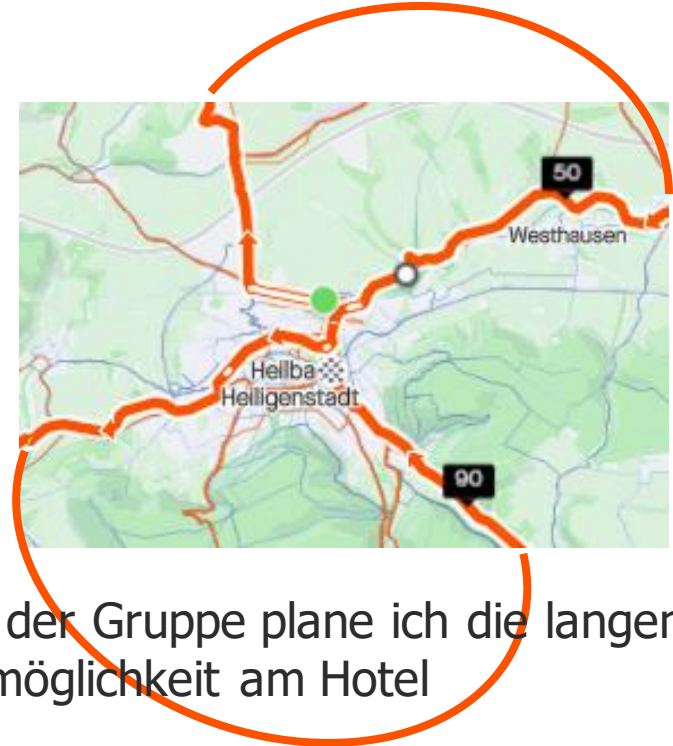 50
Westhausen
Heilba
Heiligenstadt
90
der Gruppe plane ich die langen
möglichkeit am Hotel